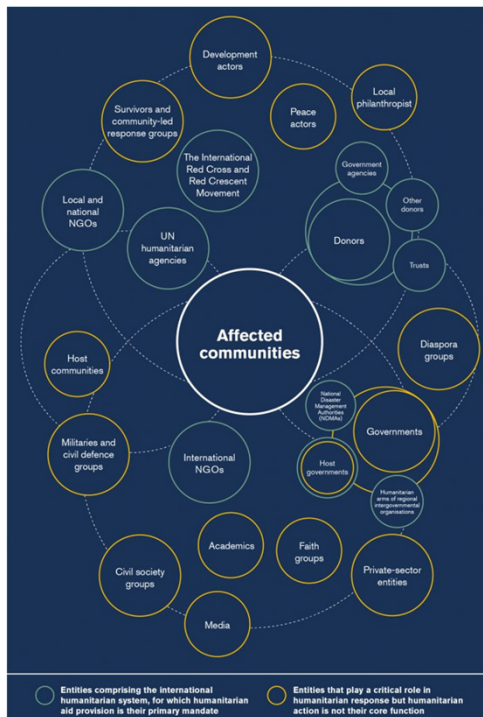 Development
actors
Local
philanthropist
Survivors and
community-led
response groups
Peace
actors
The International
Red Cross and
Red Crescent
Movement
Government
agencies
Local and
national
NGOs
Other
donors
UN
humanitarian
agencies
Donors
Trusts
Affected
communities
Diaspora
groups
Host
communities
National
Disaster
Management
Authorities
(NDMAs)
Governments
Militaries and
civil defence
groups
International
NGOs
Host
governments
Humanitarian
arms of regional
intergovernmental
organisations
Academics
Faith
groups
Civil society
groups
Private-sector
entities
Media
Entities comprising the international
humanitarian system, for which humanitarian
aid provision is their primary mandate
Entities that play a critical role in
humanitarian response but humanitarian
action is not their core function